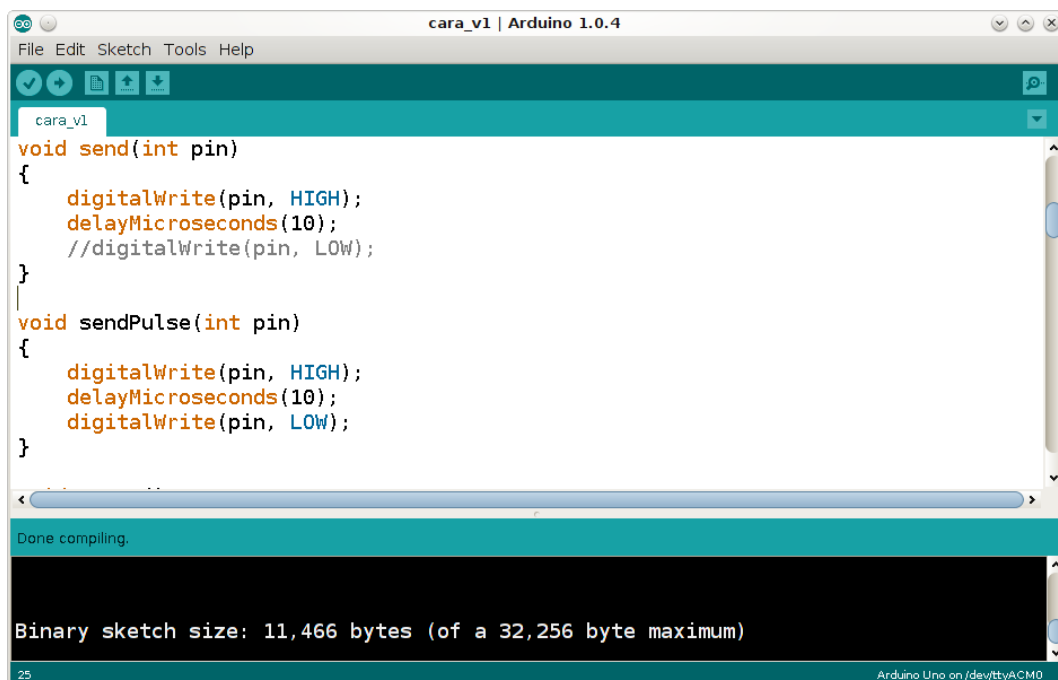 cara_v1 | Arduino 1.0.4
File Edit Sketch Tools Help
cara_v1
void send(int pin)
{
    digitalWrite(pin, HIGH);
    delayMicroseconds(10);
    //digitalWrite(pin, LOW);
}
void sendPulse(int pin)
{
    digitalWrite(pin, HIGH);
    delayMicroseconds(10);
    digitalWrite(pin, LOW);
}
Done compiling.
Binary sketch size: 11,466 bytes (of a 32,256 byte maximum)
25 Arduino Uno on /dev/ttyACM0